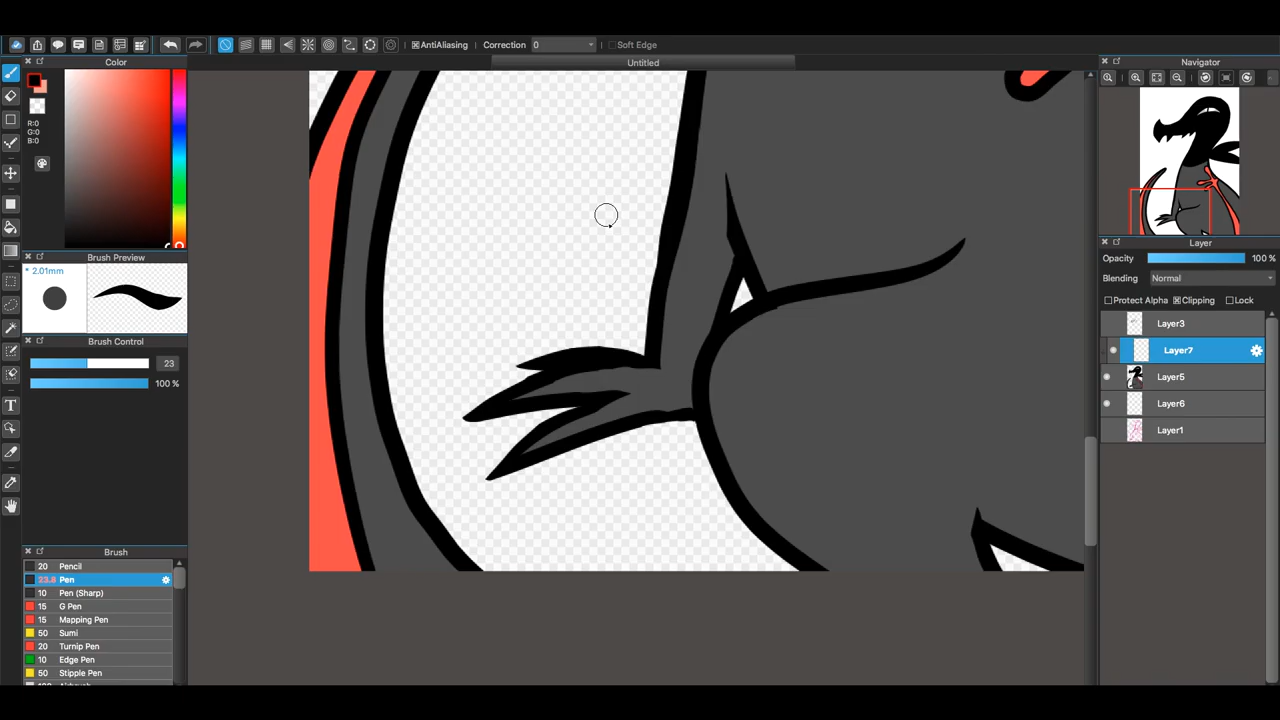 AntiAliasing Correction 0 Soft Edge
Color
Untitled
Navigator
R:0
G:0
B:0
Brush Preview
* 2.01mm
Brush Control
23
100 %
Layer
Opacity 100 %
Blending Normal
Protect Alpha Clipping Lock
Layer3
Layer7
Layer5
Layer6
Layer1
Brush
20 Pencil
23.8 Pen
10 Pen (Sharp)
15 G Pen
15 Mapping Pen
50 Sumi
20 Turnip Pen
10 Edge Pen
50 Stipple Pen